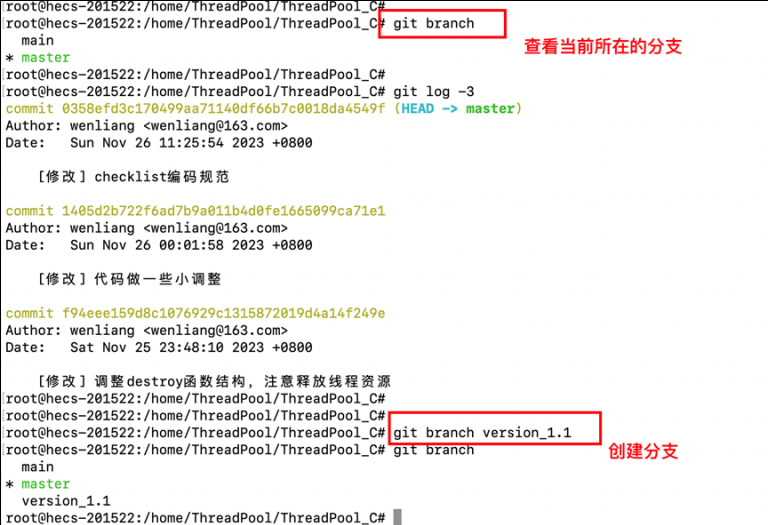 root@hecs-201522:/home/ThreadPool/ThreadPool_C#
root@hecs-201522:/home/ThreadPool/ThreadPool_C# git branch
查看当前所在的分支
main
* master
root@hecs-201522:/home/ThreadPool/ThreadPool_C#
root@hecs-201522:/home/ThreadPool/ThreadPool_C# git log -3
commit 0358efd3c170499aa71140df66b7c0018da4549f (HEAD -> master)
Author: wenliang <wenliang@163.com>
Date:   Sun Nov 26 11:25:54 2023 +0800
[修改] checklist编码规范
commit 1405d2b722f6ad7b9a011b4d0fe1665099ca71e1
Author: wenliang <wenliang@163.com>
Date:   Sun Nov 26 00:01:58 2023 +0800
[修改] 代码做一些小调整
commit f94eee159d8c1076929c1315872019d4a14f249e
Author: wenliang <wenliang@163.com>
Date:   Sat Nov 25 23:48:10 2023 +0800
[修改] 调整destroy函数结构，注意释放线程资源
root@hecs-201522:/home/ThreadPool/ThreadPool_C#
root@hecs-201522:/home/ThreadPool/ThreadPool_C#
root@hecs-201522:/home/ThreadPool/ThreadPool_C# git branch version_1.1
root@hecs-201522:/home/ThreadPool/ThreadPool_C# git branch
创建分支
main
* master
version_1.1
root@hecs-201522:/home/ThreadPool/ThreadPool_C#